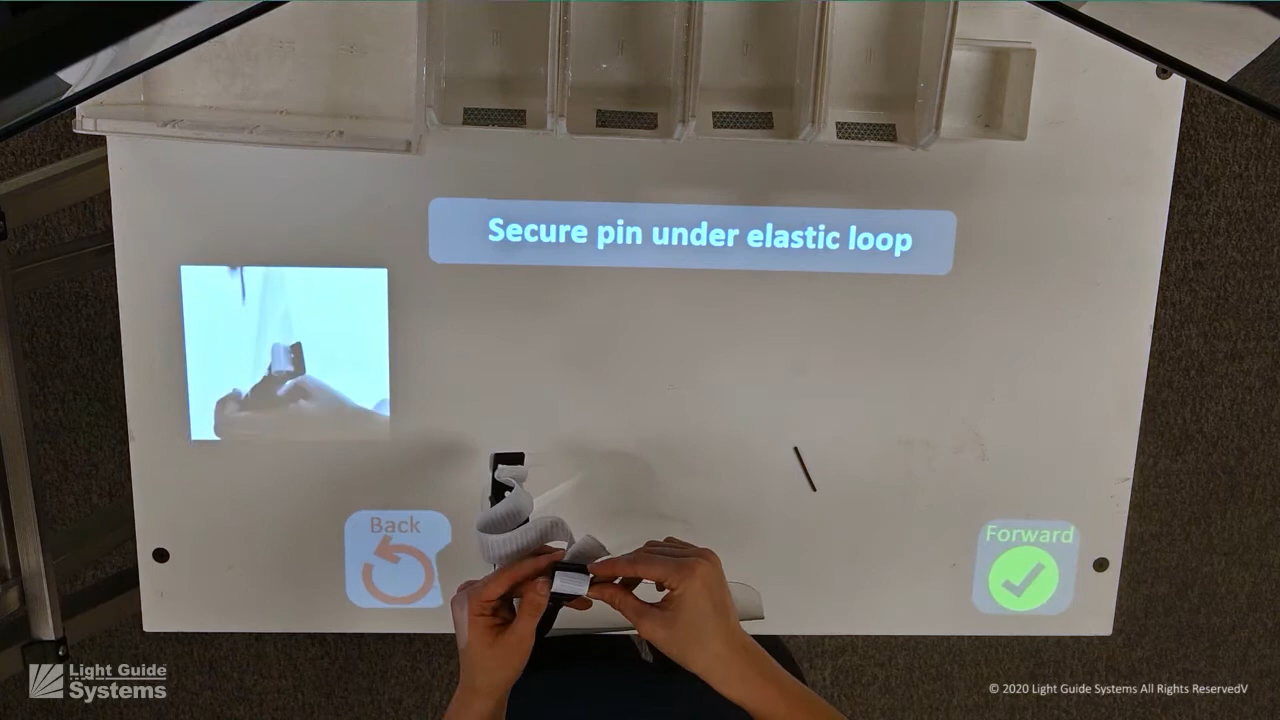 Secure pin under elastic loop
Back
Forward
Light Guide
Systems
© 2020 Light Guide Systems All Rights ReservedV